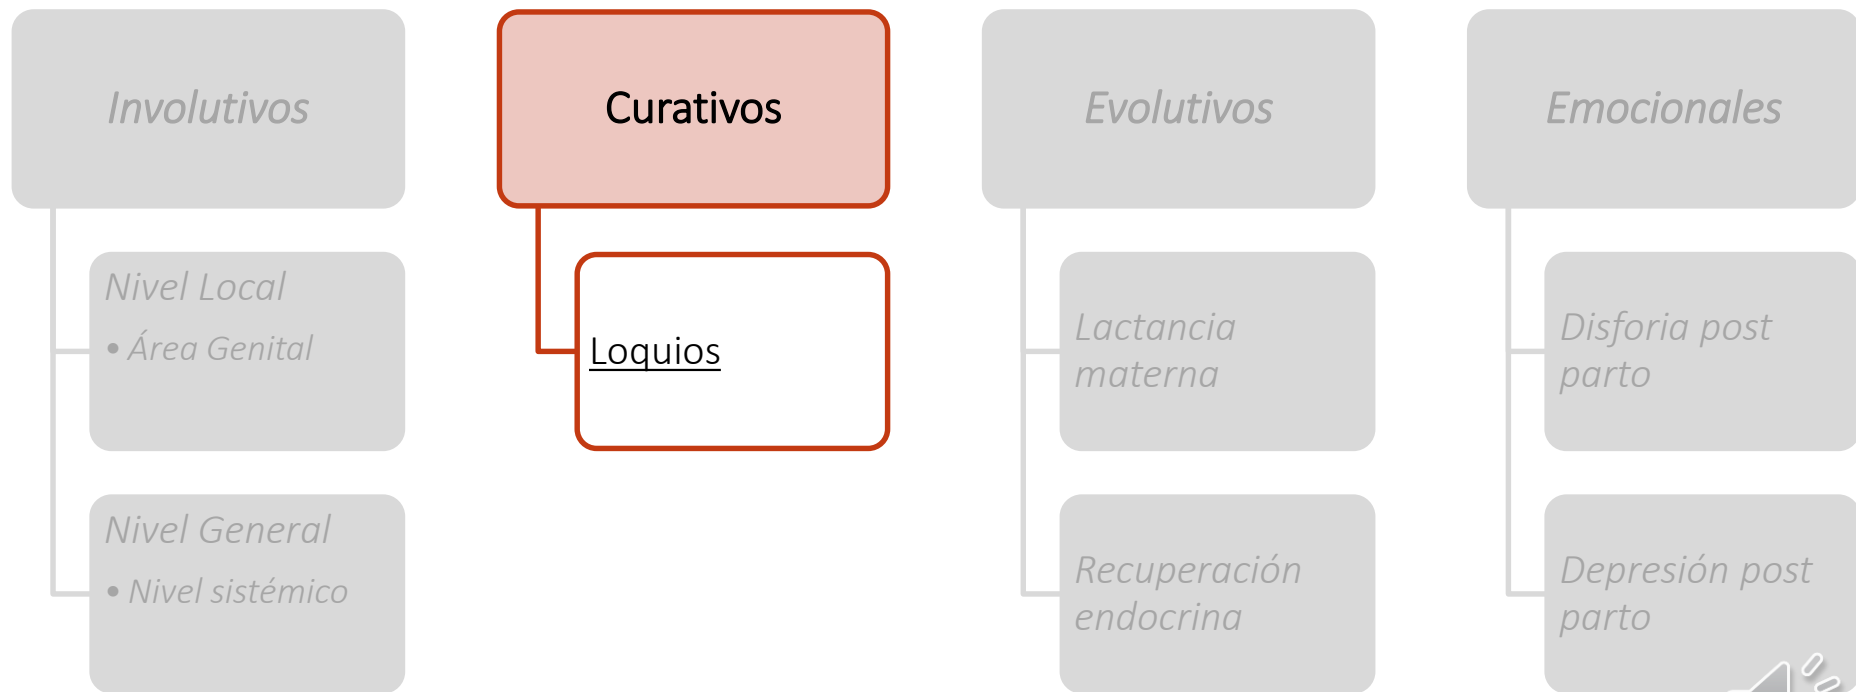 Involutivos
Nivel Local
• Área Genital
Nivel General
• Nivel sistémico
Curativos
Loquios
Evolutivos
Lactancia
materna
Recuperación
endocrina
Emocionales
Disforia post
parto
Depresión post
parto